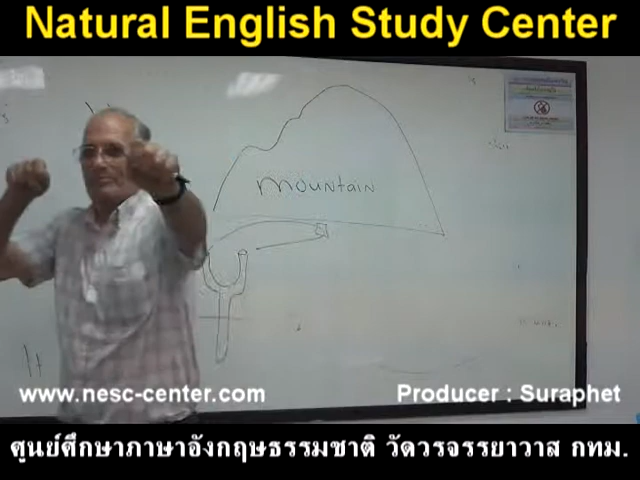 Natural English Study Center
mountain
It
www.nesc-center.com
Producer : Suraphet
ศูนย์ศึกษาภาษาอังกฤษธรรมชาติ วัดวรจรรยาวาส กทม.